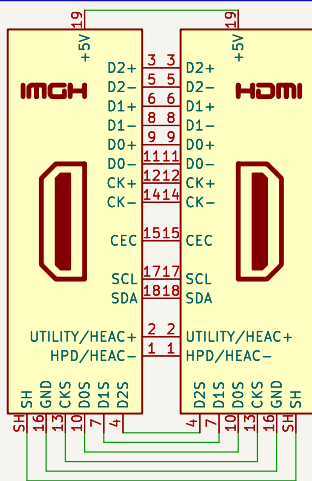 19 19
+5V +5V
HDMI HDMI
D2+ 3 3 D2+
D2- 5 5 D2-
D1+ 6 6 D1+
D1- 8 8 D1-
D0+ 9 9 D0+
D0- 11 11 D0-
CK+ 12 12 CK+
CK- 14 14 CK-
CEC 15 15 CEC
SCL 17 17 SCL
SDA 18 18 SDA
UTILITY/HEAC+ 2 2 UTILITY/HEAC+
HPD/HEAC- 1 1 HPD/HEAC-
SH GND CKS D0S D1S D2S D2S D1S D0S CKS GND SH
SH 16 13 10 7 4 4 7 10 13 16 SH